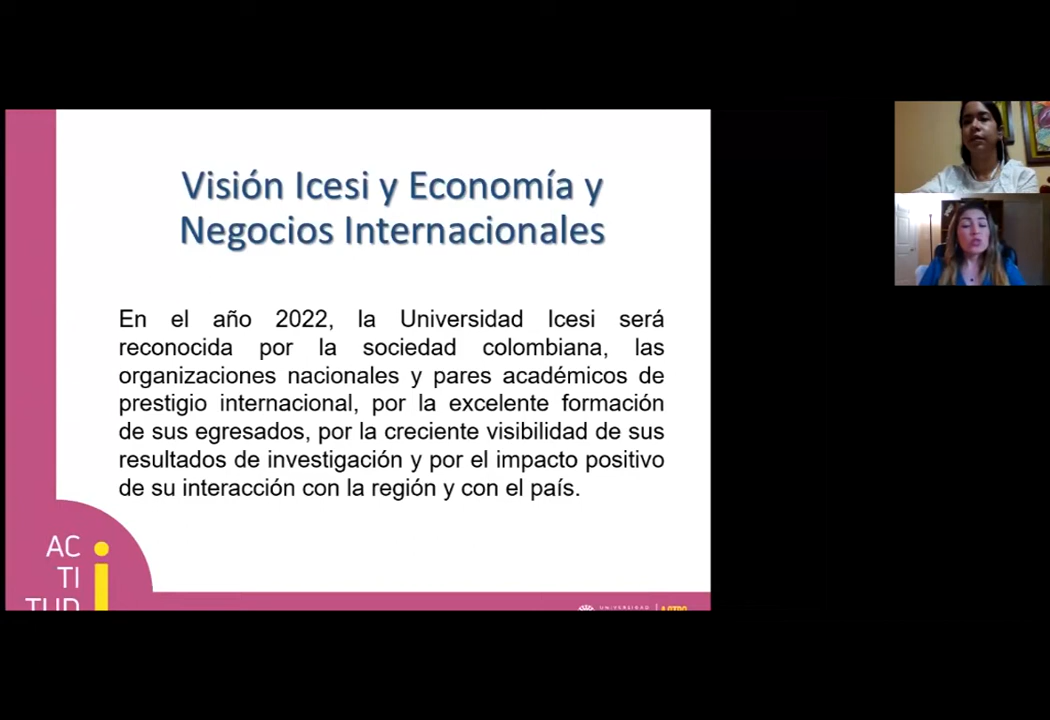 Visión Icesi y Economía y
Negocios Internacionales
En el año 2022, la Universidad Icesi será
reconocida por la sociedad colombiana, las
organizaciones nacionales y pares académicos de
prestigio internacional, por la excelente formación
de sus egresados, por la creciente visibilidad de sus
resultados de investigación y por el impacto positivo
de su interacción con la región y con el país.
AC
TI
TUD
i
UNIVERSIDAD